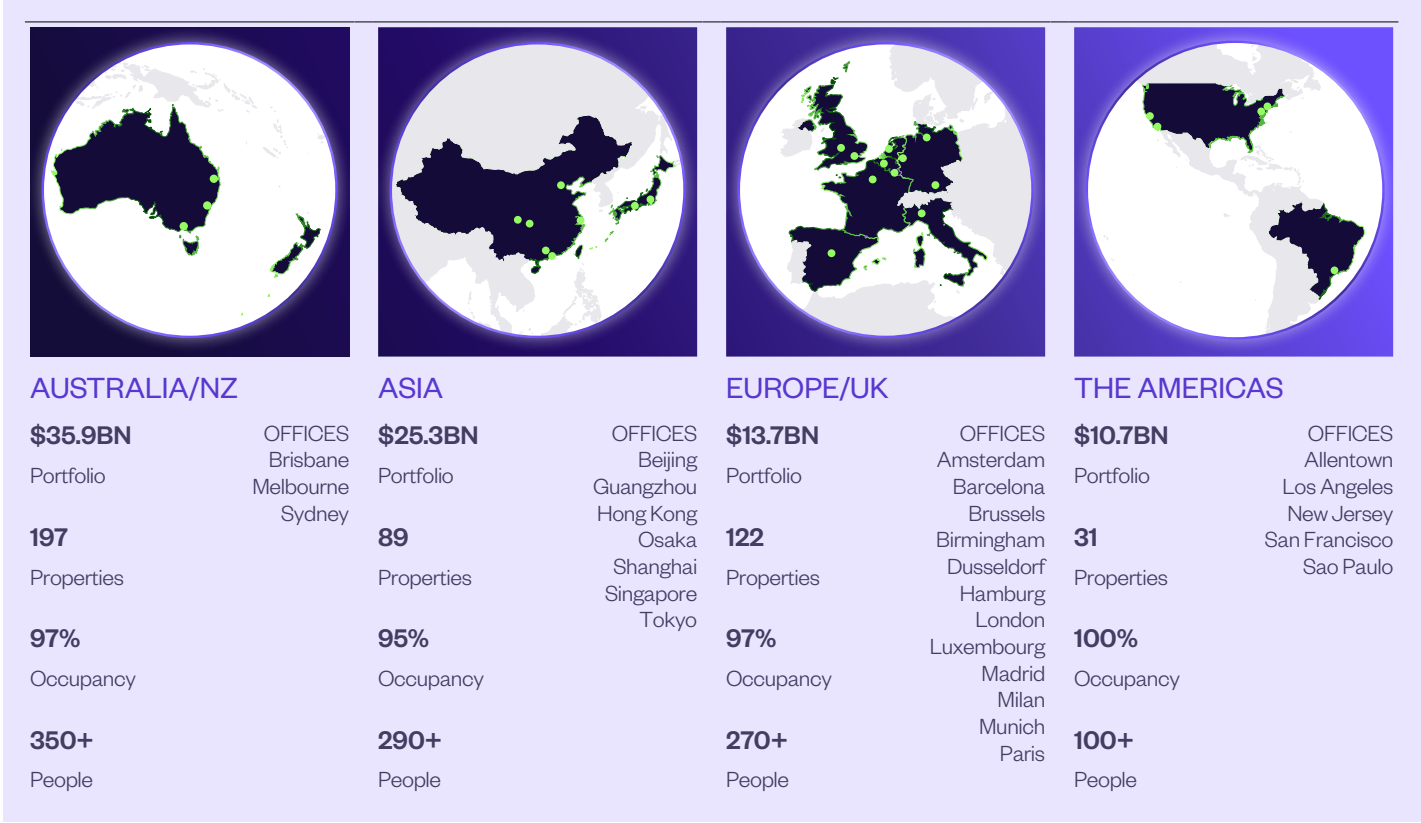 AUSTRALIA/NZ
$35.9BN
Portfolio
197
Properties
97%
Occupancy
350+
People
OFFICES
Brisbane
Melbourne
Sydney
ASIA
$25.3BN
Portfolio
89
Properties
95%
Occupancy
290+
People
OFFICES
Beijing
Guangzhou
Hong Kong
Osaka
Shanghai
Singapore
Tokyo
EUROPE/UK
$13.7BN
Portfolio
122
Properties
97%
Occupancy
270+
People
OFFICES
Amsterdam
Barcelona
Brussels
Birmingham
Dusseldorf
Hamburg
London
Luxembourg
Madrid
Milan
Munich
Paris
THE AMERICAS
$10.7BN
Portfolio
31
Properties
100%
Occupancy
100+
People
OFFICES
Allentown
Los Angeles
New Jersey
San Francisco
Sao Paulo